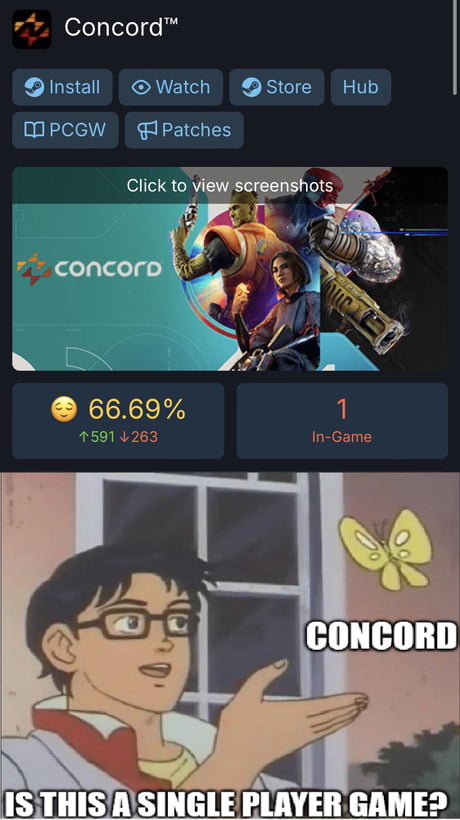 Concord™
Install Watch Store Hub
PCGW Patches
Click to view screenshots
CONCORD
66.69% 1
↑591 ↓263 In-Game
CONCORD
IS THIS A SINGLE PLAYER GAME?